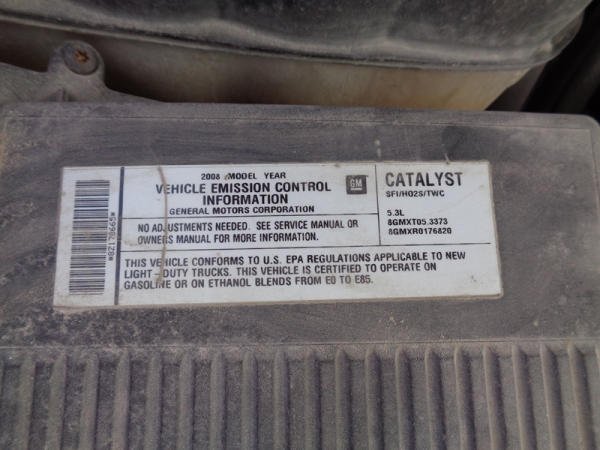 2008 MODEL YEAR
VEHICLE EMISSION CONTROL
INFORMATION
GENERAL MOTORS CORPORATION
GM
NO ADJUSTMENTS NEEDED. SEE SERVICE MANUAL OR
OWNERS MANUAL FOR MORE INFORMATION.
CATALYST
SFI/HO2S/TWC
5.3L
8GMXT05.3373
8GMXR0176820
THIS VEHICLE CONFORMS TO U.S. EPA REGULATIONS APPLICABLE TO NEW
LIGHT-DUTY TRUCKS. THIS VEHICLE IS CERTIFIED TO OPERATE ON
GASOLINE OR ON ETHANOL BLENDS FROM E0 TO E85.